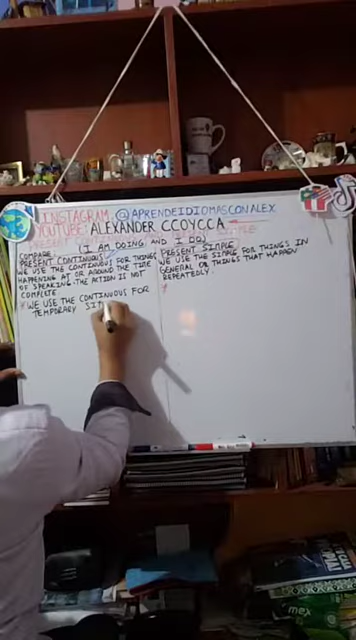 INSTAGRAM: @APRENDEIDIOMASCONALEX
YOUTUBE: ALEXANDER CCOYCCA
COMPARE (I AM DOING AND I DO)
PRESENT CONTINUOUS
WE USE THE CONTINUOUS FOR THINGS
HAPPENING AT OR AROUND THE TIME
OF SPEAKING. THE ACTION IS NOT
COMPLETE
*WE USE THE CONTINUOUS FOR
TEMPORARY SIT
PRESENT SIMPLE
WE USE THE SIMPLE FOR THINGS IN
GENERAL OR THINGS THAT HAPPEN
REPEATEDLY.
*